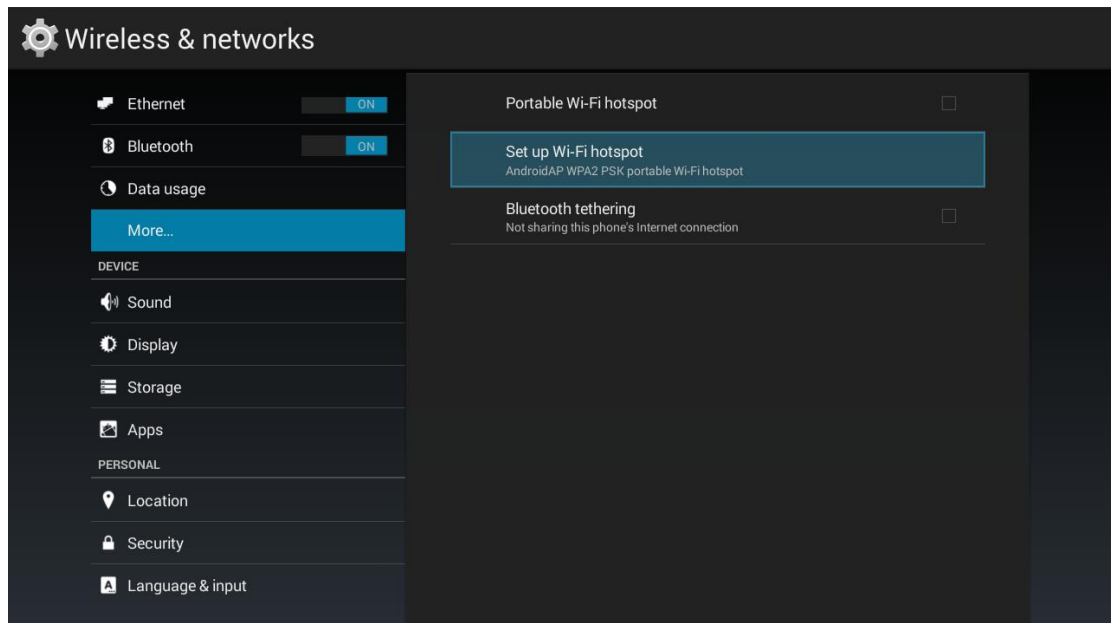 Wireless & networks
Ethernet ON
Bluetooth ON
Data usage
More...
DEVICE
Sound
Display
Storage
Apps
PERSONAL
Location
Security
Language & input
Portable Wi-Fi hotspot
Set up Wi-Fi hotspot
AndroidAP WPA2 PSK portable Wi-Fi hotspot
Bluetooth tethering
Not sharing this phone's Internet connection